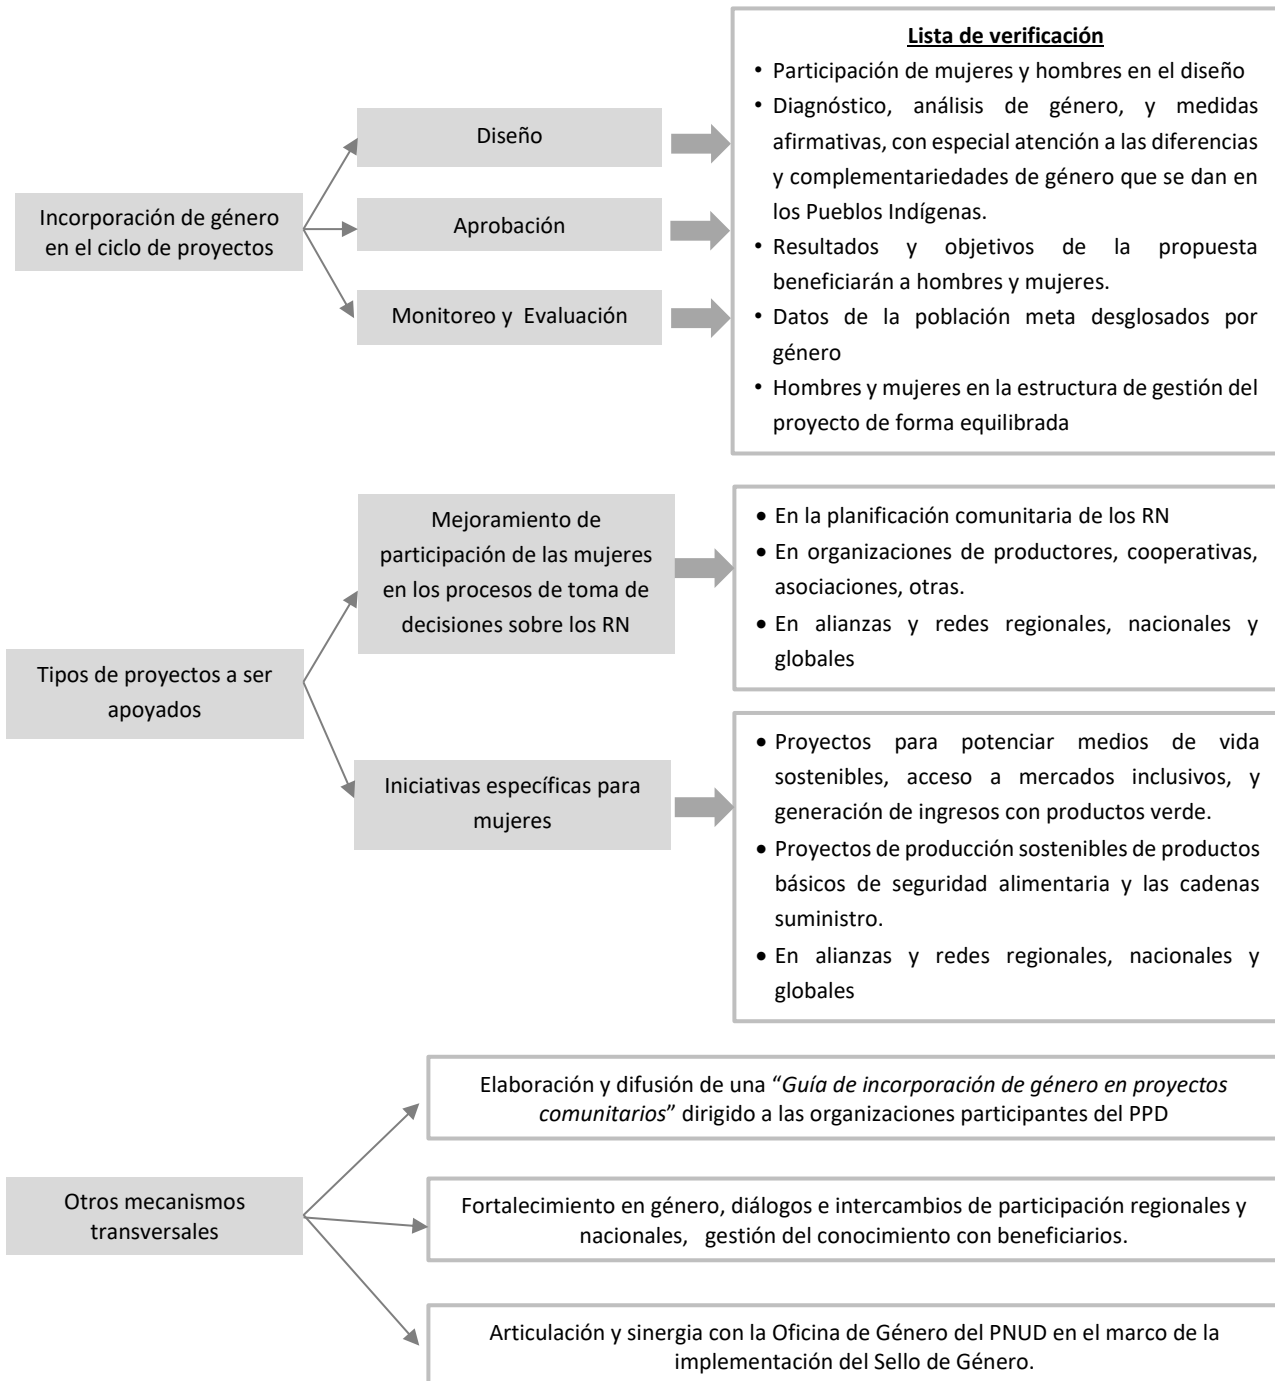 Lista de verificación
• Participación de mujeres y hombres en el diseño
• Diagnóstico, análisis de género, y medidas
afirmativas, con especial atención a las diferencias
y complementariedades de género que se dan en
los Pueblos Indígenas.
• Resultados y objetivos de la propuesta
beneficiarán a hombres y mujeres.
• Datos de la población meta desglosados por
género
• Hombres y mujeres en la estructura de gestión del
proyecto de forma equilibrada
Diseño
Aprobación
Monitoreo y Evaluación
Incorporación de género
en el ciclo de proyectos
Mejoramiento de
participación de las mujeres
en los procesos de toma de
decisiones sobre los RN
• En la planificación comunitaria de los RN
• En organizaciones de productores, cooperativas,
asociaciones, otras.
• En alianzas y redes regionales, nacionales y
globales
Tipos de proyectos a ser
apoyados
Iniciativas específicas para
mujeres
• Proyectos para potenciar medios de vida
sostenibles, acceso a mercados inclusivos, y
generación de ingresos con productos verde.
• Proyectos de producción sostenibles de productos
básicos de seguridad alimentaria y las cadenas
suministro.
• En alianzas y redes regionales, nacionales y
globales
Elaboración y difusión de una “Guía de incorporación de género en proyectos
comunitarios” dirigido a las organizaciones participantes del PPD
Otros mecanismos
transversales
Fortalecimiento en género, diálogos e intercambios de participación regionales y
nacionales, gestión del conocimiento con beneficiarios.
Articulación y sinergia con la Oficina de Género del PNUD en el marco de la
implementación del Sello de Género.